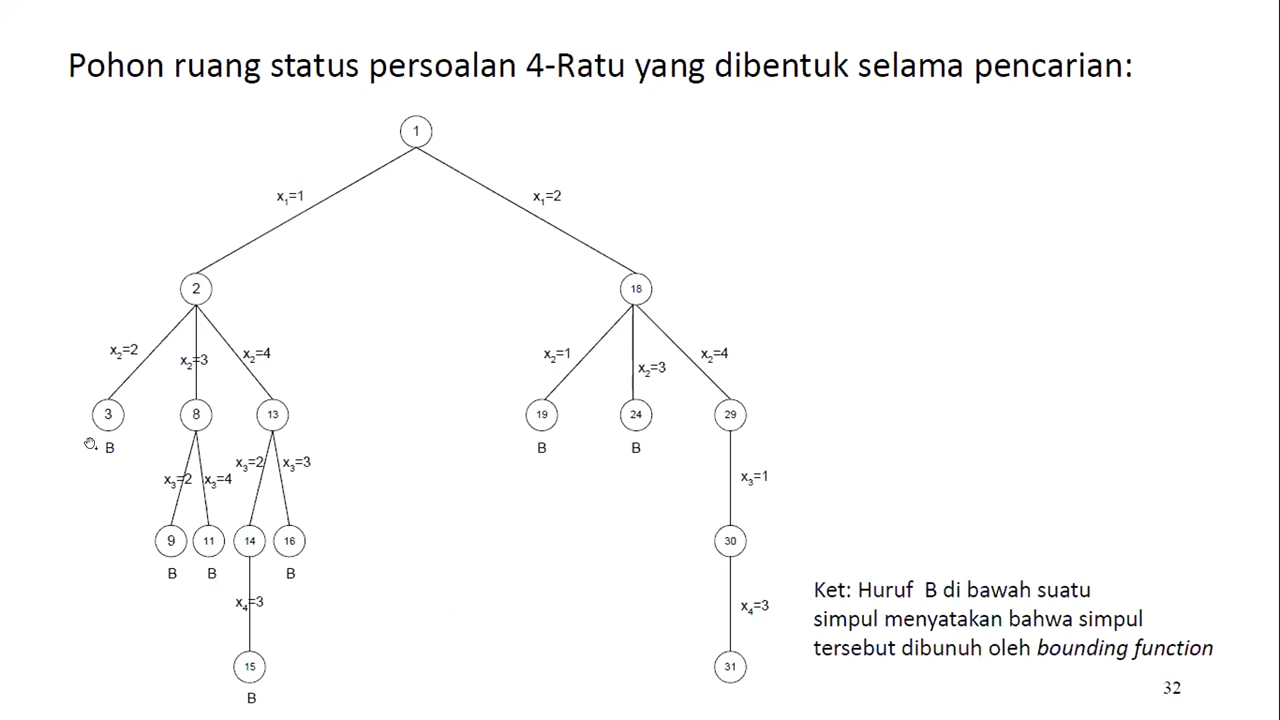 Pohon ruang status persoalan 4-Ratu yang dibentuk selama pencarian:
1
x₁=1
x₁=2
2
18
x₂=2
x₂=3
x₂=4
x₂=1
x₂=3
x₂=4
3
8
13
19
24
29
B
B
B
x₃=2
x₃=4
x₃=2
x₃=3
x₃=1
9
11
14
16
30
B
B
B
x₄=3
x₄=3
15
31
B
Ket: Huruf B di bawah suatu
simpul menyatakan bahwa simpul
tersebut dibunuh oleh bounding function
32